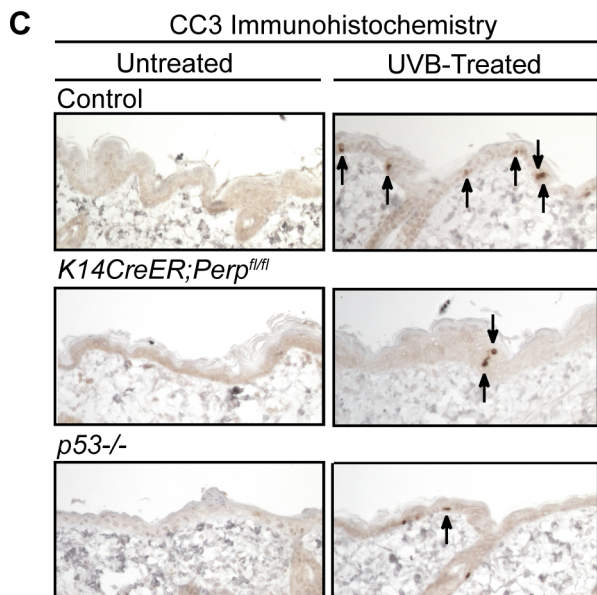 C
CC3 Immunohistochemistry
Untreated UVB-Treated
Control
K14CreER;Perpfl/fl
p53-/-